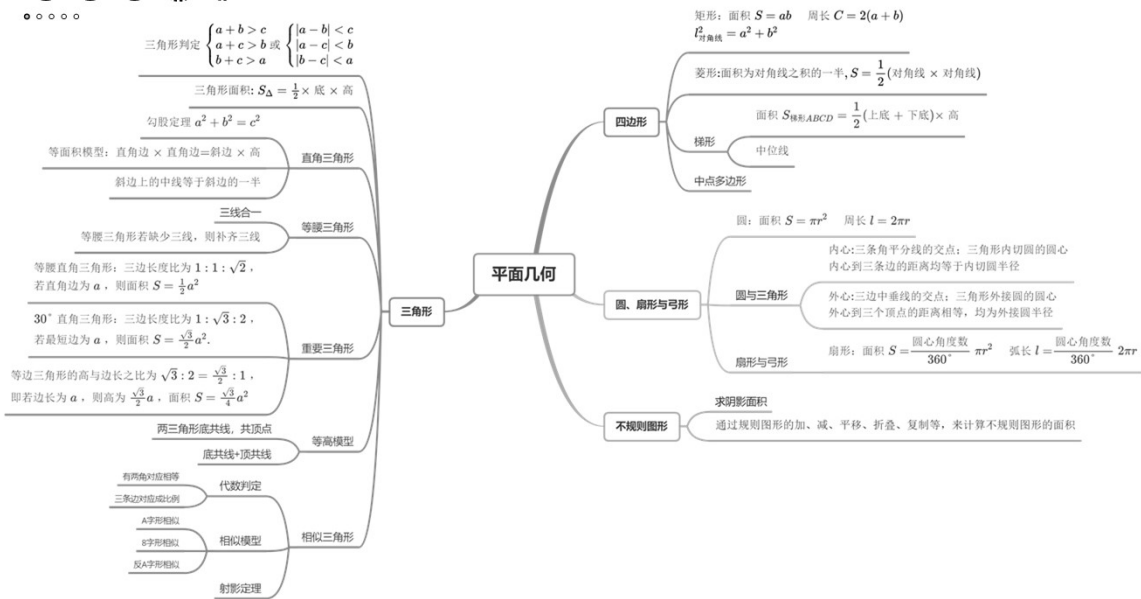 平面几何
三角形
三角形判定 { a + b > c  a + c > b  b + c > a 或 { |a − b| < c  |a − c| < b  |b − c| < a
三角形面积: S_Δ = 1/2 × 底 × 高
直角三角形
勾股定理 a² + b² = c²
等面积模型：直角边 × 直角边=斜边 × 高
斜边上的中线等于斜边的一半
等腰三角形
三线合一
等腰三角形若缺少三线，则补齐三线
重要三角形
等腰直角三角形：三边长度比为 1 : 1 : √2 ，
若直角边为 a ，则面积 S = 1/2 a²
30° 直角三角形：三边长度比为 1 : √3 : 2 ，
若最短边为 a ，则面积 S = √3/2 a².
等边三角形的高与边长之比为 √3 : 2 = √3/2 : 1 ，
即若边长为 a ，则高为 √3/2 a ，面积 S = √3/4 a²
等高模型
两三角形底共线，共顶点
底共线+顶共线
相似三角形
代数判定
有两角对应相等
三条边对应成比例
相似模型
A字形相似
8字形相似
反A字形相似
射影定理
四边形
矩形：面积 S = ab 周长 C = 2(a + b)
l²_对角线 = a² + b²
菱形:面积为对角线之积的一半, S = 1/2 (对角线 × 对角线)
梯形
面积 S_梯形ABCD = 1/2 (上底 + 下底)× 高
中位线
中点多边形
圆、扇形与弓形
圆：面积 S = πr² 周长 l = 2πr
圆与三角形
内心:三条角平分线的交点；三角形内切圆的圆心
内心到三条边的距离均等于内切圆半径
外心:三边中垂线的交点；三角形外接圆的圆心
外心到三个顶点的距离相等，均为外接圆半径
扇形与弓形
扇形：面积 S = 圆心角度数/360° πr² 弧长 l = 圆心角度数/360° 2πr
不规则图形
求阴影面积
通过规则图形的加、减、平移、折叠、复制等，来计算不规则图形的面积